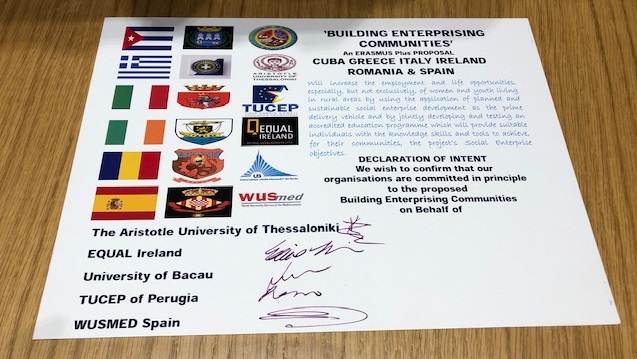 'BUILDING ENTERPRISING
COMMUNITIES'
An ERASMUS Plus PROPOSAL
CUBA GREECE ITALY IRELAND
ROMANIA & SPAIN
Will increase the employment and life opportunities,
especially, but not exclusively, of women and youth living
in rural areas by using the application of planned and
sustainable social enterprise development as the prime
delivery vehicle and by jointly developing and testing an
accredited education programme which will provide suitable
individuals with the knowledge skills and tools to achieve,
for their communities, the project's Social Enterprise
objectives.
ARISTOTLE
UNIVERSITY OF
THESSALONIKI
TUCEP
EQUAL
IRELAND
UB
WUSmed
DECLARATION OF INTENT
We wish to confirm that our
organisations are committed in principle
to the proposed
Building Enterprising Communities
on Behalf of
The Aristotle University of Thessaloniki
EQUAL Ireland
University of Bacau
TUCEP of Perugia
WUSMED Spain